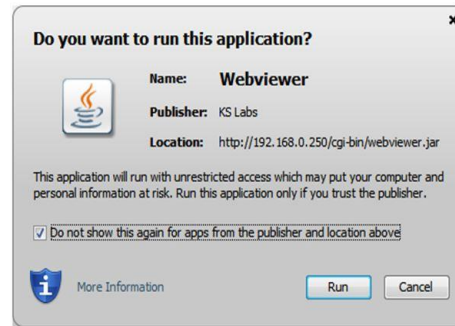 Do you want to run this application?
Name: Webviewer
Publisher: KS Labs
Location: http://192.168.0.250/cgi-bin/webviewer.jar
This application will run with unrestricted access which may put your computer and
personal information at risk. Run this application only if you trust the publisher.
Do not show this again for apps from the publisher and location above
More Information
Run
Cancel